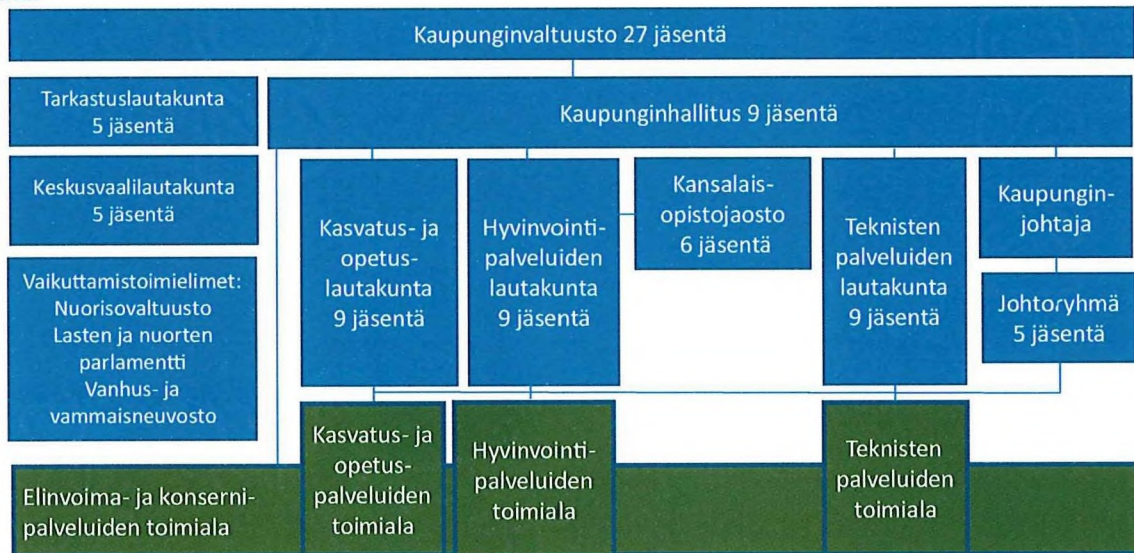 Kaupunginvaltuusto 27 jäsentä
Tarkastuslautakunta
5 jäsentä
Kaupunginhallitus 9 jäsentä
Keskusvaalilautakunta
5 jäsentä
Vaikuttamistoimielimet:
Nuorisovaltuusto
Lasten ja nuorten
parlamentti
Vanhus- ja
vammaisneuvosto
Kasvatus- ja
opetus-
lautakunta
9 jäsentä
Hyvinvointi-
palveluiden
lautakunta
9 jäsentä
Kansalais-
opistojaosto
6 jäsentä
Teknisten
palveluiden
lautakunta
9 jäsentä
Kaupungin-
johtaja
Johtoryhmä
5 jäsentä
Elinvoima- ja konserni-
palveluiden toimiala
Kasvatus- ja
opetus-
palveluiden
toimiala
Hyvinvointi-
palveluiden
toimiala
Teknisten
palveluiden
toimiala